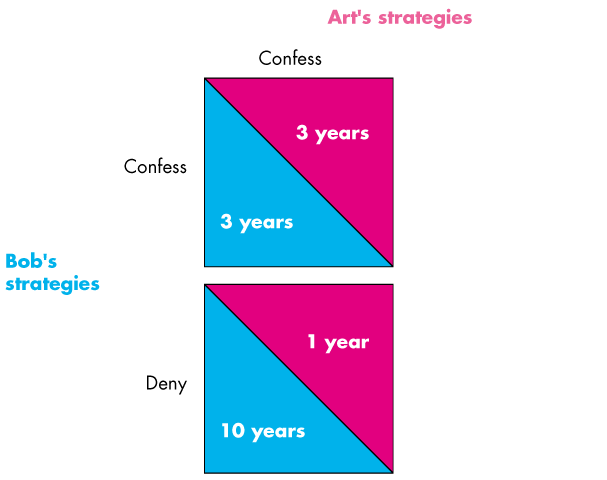 Art's strategies
Confess
Confess
3 years
3 years
Bob's
strategies
1 year
Deny
10 years